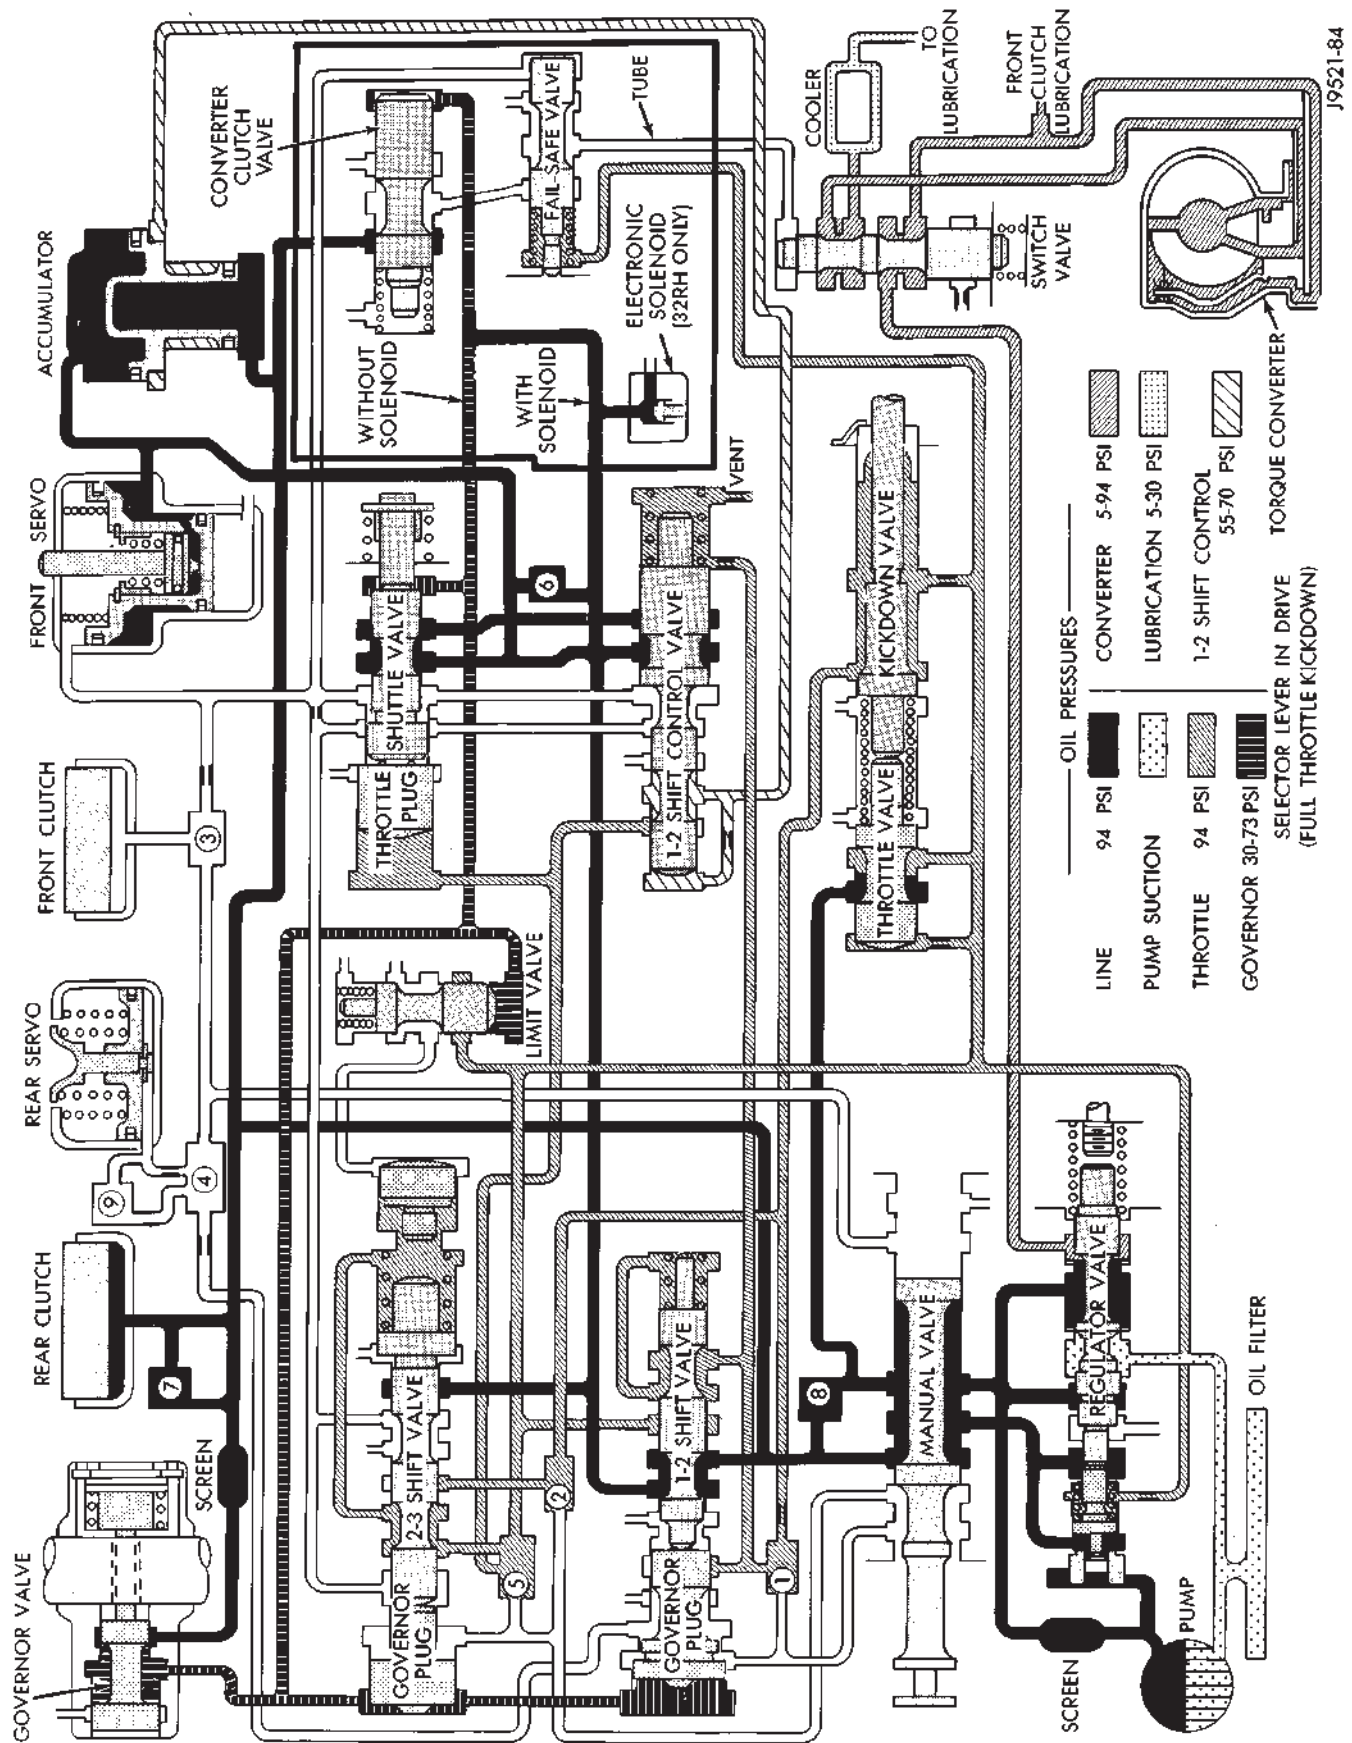 GOVERNOR VALVE
SCREEN
REAR CLUTCH
REAR SERVO
FRONT CLUTCH
FRONT SERVO
ACCUMULATOR
7
9
4
3
CONVERTER
CLUTCH
VALVE
GOVERNOR
PLUG
2-3 SHIFT VALVE
LIMIT VALVE
THROTTLE
PLUG
SHUTTLE VALVE
WITHOUT
SOLENOID
WITH
SOLENOID
FAIL-SAFE VALVE
ELECTRONIC
SOLENOID
(32RH ONLY)
TUBE
5
2
6
GOVERNOR
PLUG
1-2 SHIFT VALVE
1-2 SHIFT CONTROL VALVE
VENT
1
8
MANUAL VALVE
THROTTLE VALVE
KICKDOWN VALVE
COOLER
TO
LUBRICATION
FRONT
CLUTCH
LUBRICATION
SWITCH
VALVE
SCREEN
PUMP
REGULATOR VALVE
OIL FILTER
OIL PRESSURES
LINE 94 PSI
PUMP SUCTION
THROTTLE 94 PSI
GOVERNOR 30-73 PSI
CONVERTER 5-94 PSI
LUBRICATION 5-30 PSI
1-2 SHIFT CONTROL
55-70 PSI
TORQUE CONVERTER
SELECTOR LEVER IN DRIVE
(FULL THROTTLE KICKDOWN)
J9521-84